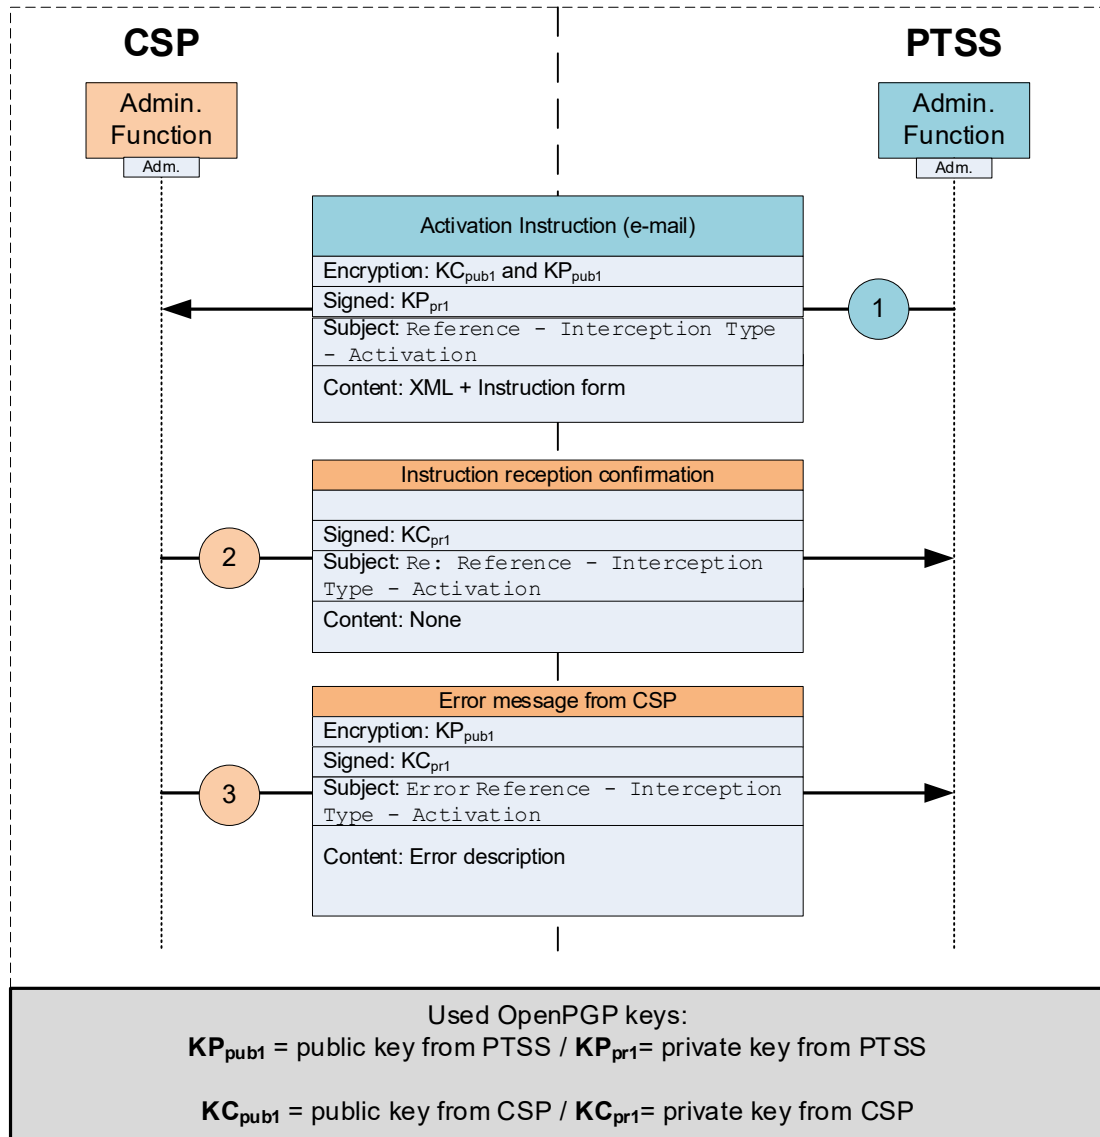 CSP
PTSS
Admin.
Function
Adm.
Admin.
Function
Adm.
Activation Instruction (e-mail)
Encryption: KCpub1 and KPpub1
Signed: KPpr1
Subject: Reference - Interception Type
- Activation
Content: XML + Instruction form
1
Instruction reception confirmation
Signed: KCpr1
Subject: Re: Reference - Interception
Type - Activation
Content: None
2
Error message from CSP
Encryption: KPpub1
Signed: KCpr1
Subject: Error Reference - Interception
Type - Activation
Content: Error description
3
Used OpenPGP keys:
KPpub1 = public key from PTSS / KPpr1= private key from PTSS
KCpub1 = public key from CSP / KCpr1= private key from CSP